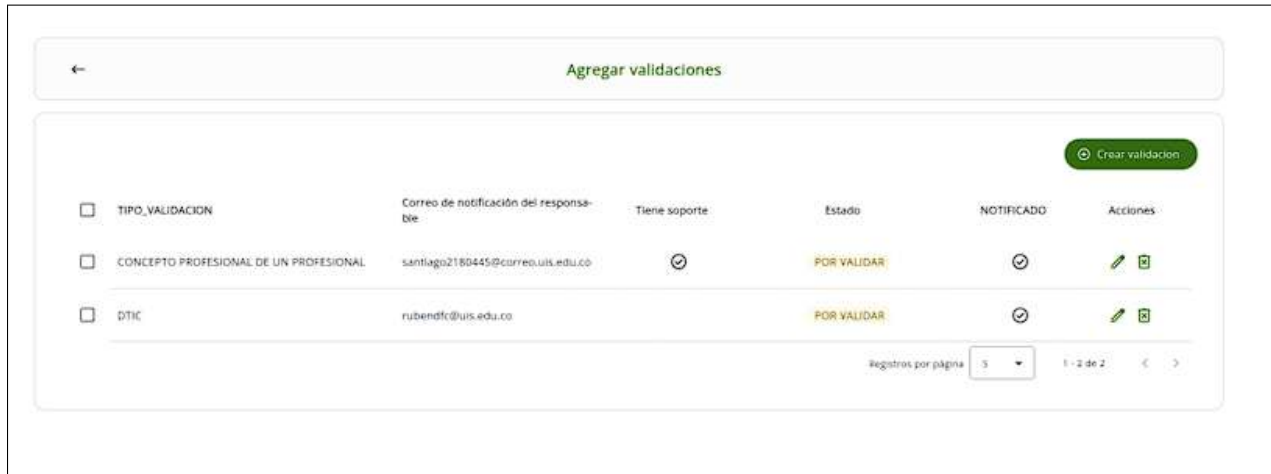 Agregar validaciones
Crear validacion
TIPO_VALIDACION
Correo de notificación del responsa-
ble
Tiene soporte
Estado
NOTIFICADO
Acciones
CONCEPTO PROFESIONAL DE UN PROFESIONAL
santiago2180445@correo.uis.edu.co
POR VALIDAR
DTIC
rubendfc@uis.edu.co
POR VALIDAR
Registros por página
5
1 - 2 de 2